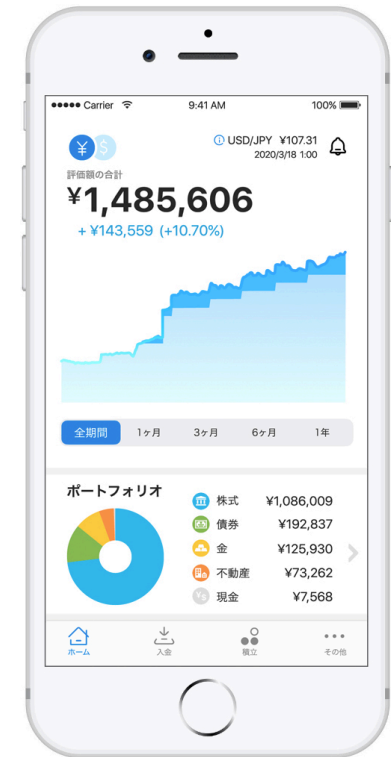 Carrier 9:41 AM 100%
¥ $ USD/JPY ¥107.31
2020/3/18 1:00
評価額の合計
¥1,485,606
+ ¥143,559 (+10.70%)
全期間 1ヶ月 3ヶ月 6ヶ月 1年
ポートフォリオ
株式 ¥1,086,009
債券 ¥192,837
金 ¥125,930
不動産 ¥73,262
現金 ¥7,568
ホーム 入金 積立 その他